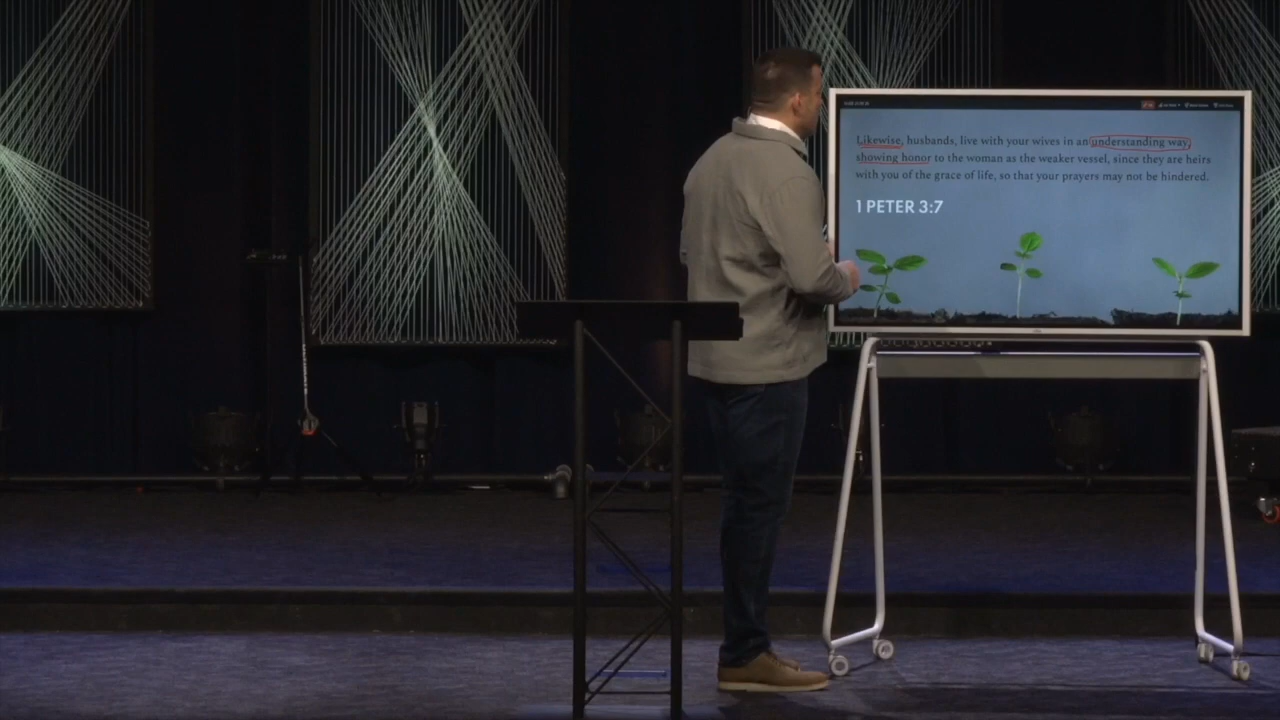 Likewise, husbands, live with your wives in an understanding way,
showing honor to the woman as the weaker vessel, since they are heirs
with you of the grace of life, so that your prayers may not be hindered.
1 PETER 3:7